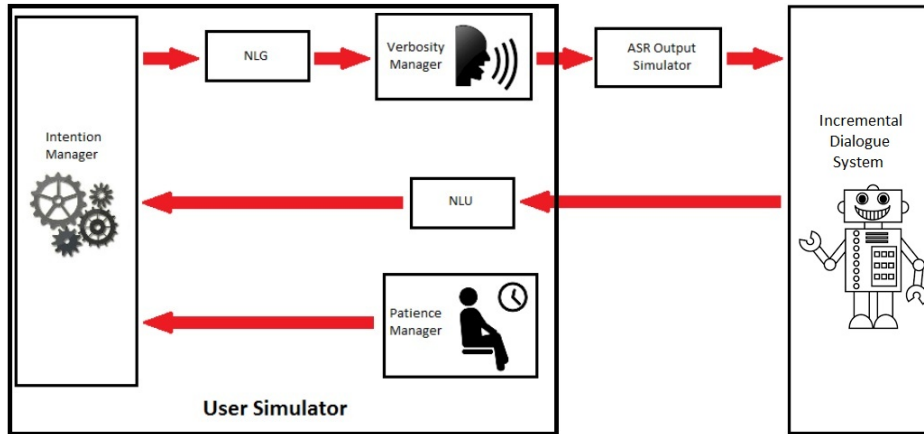 NLG
Verbosity
Manager
ASR Output
Simulator
Intention
Manager
Incremental
Dialogue
System
NLU
Patience
Manager
User Simulator